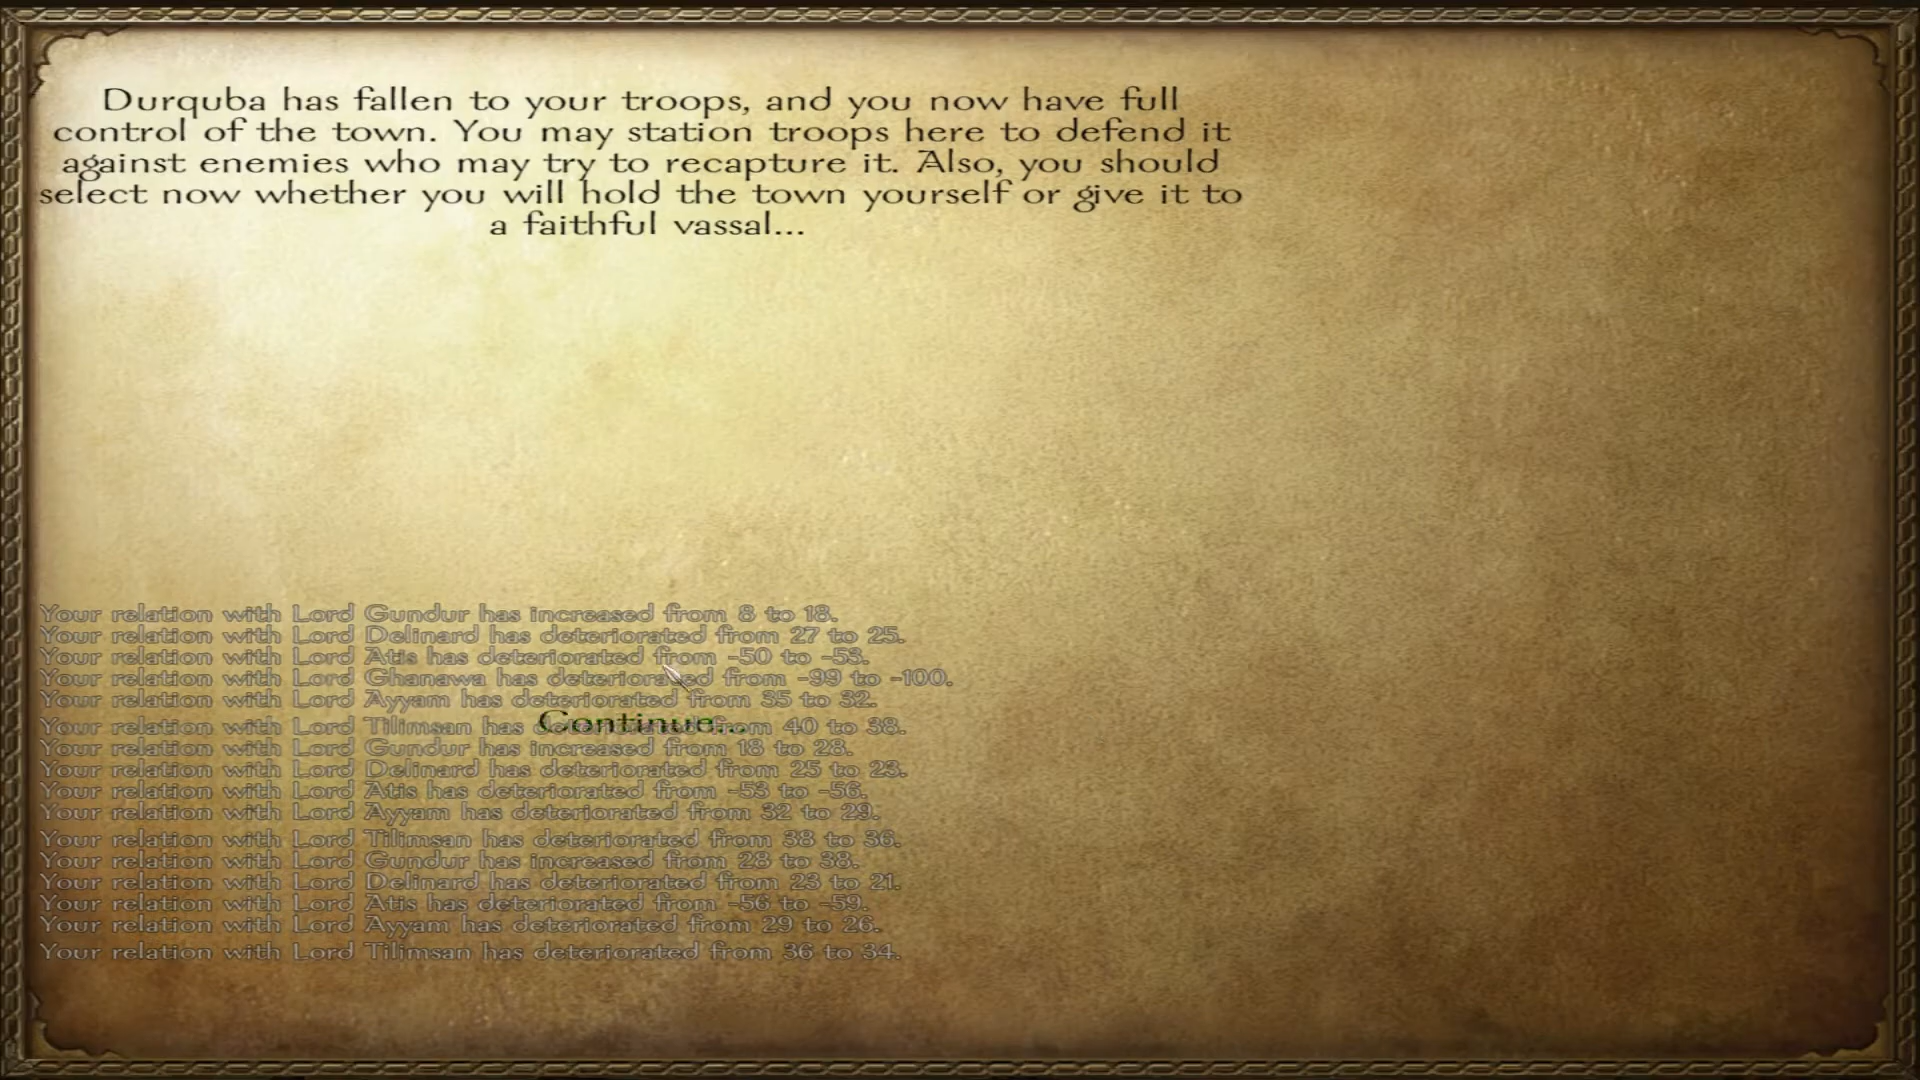 Durquba has fallen to your troops, and you now have full
control of the town. You may station troops here to defend it
against enemies who may try to recapture it. Also, you should
select now whether you will hold the town yourself or give it to
a faithful vassal...
Your relation with Lord Gundur has increased from 8 to 18.
Your relation with Lord Delinard has deteriorated from 27 to 25.
Your relation with Lord Atis has deteriorated from -50 to -53.
Your relation with Lord Ghanawa has deteriorated from -99 to -100.
Your relation with Lord Ayyam has deteriorated from 35 to 32.
Continue...
Your relation with Lord Tilimsan has deteriorated from 40 to 38.
Your relation with Lord Gundur has increased from 18 to 28.
Your relation with Lord Delinard has deteriorated from 25 to 23.
Your relation with Lord Atis has deteriorated from -53 to -56.
Your relation with Lord Ayyam has deteriorated from 32 to 29.
Your relation with Lord Tilimsan has deteriorated from 38 to 36.
Your relation with Lord Gundur has increased from 28 to 38.
Your relation with Lord Delinard has deteriorated from 23 to 21.
Your relation with Lord Atis has deteriorated from -56 to -59.
Your relation with Lord Ayyam has deteriorated from 29 to 26.
Your relation with Lord Tilimsan has deteriorated from 36 to 34.